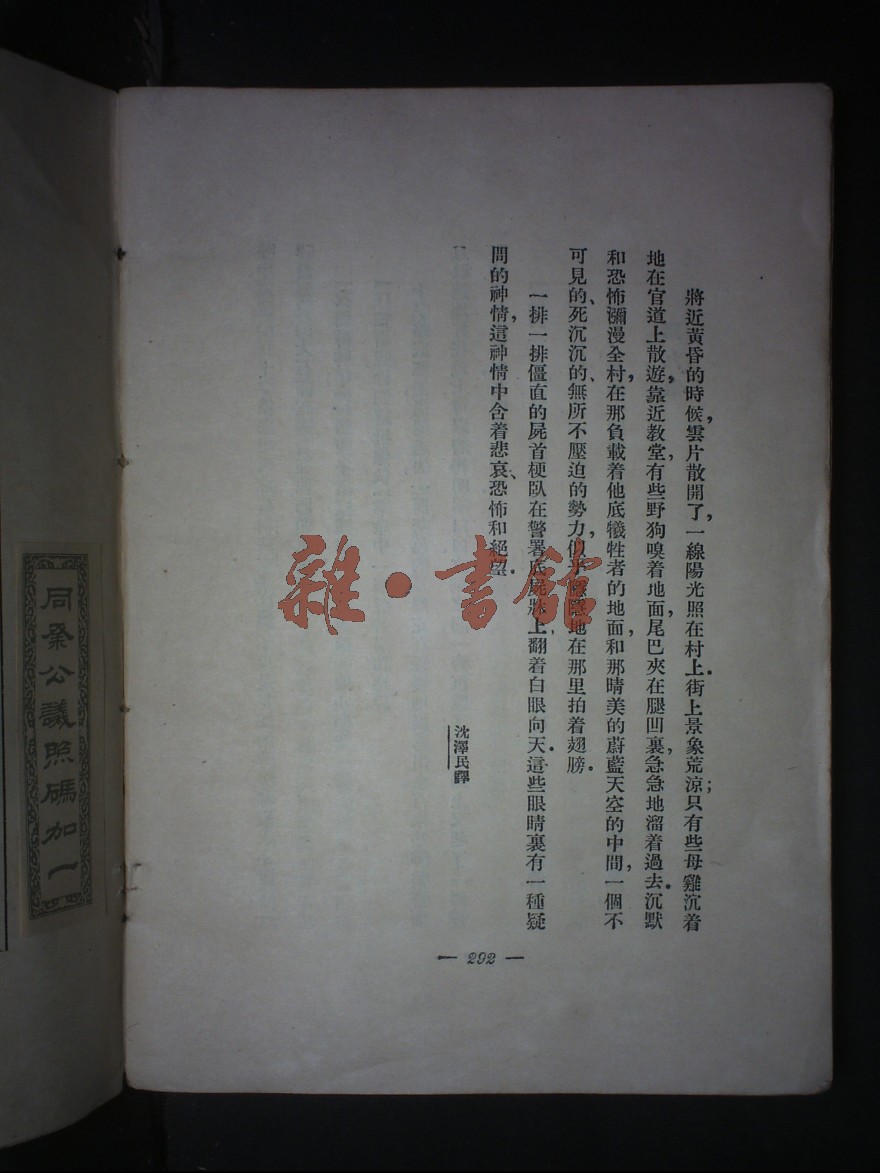 將近黃昏的時候，雲片散開了，一線陽光照在村上。街上景象荒涼；只有些母雞沉着
地在官道上散遊，靠近教堂，有些野狗嗅着地面，尾巴夾在腿凹裏，急急地溜着過去。沉默
和恐怖瀰漫全村，在那負載着他底犧牲者的地面，和那晴美的蔚藍天空的中間，一個不
可見的、死沉沉的、無所不壓迫的勢力，似乎隱隱地在那里拍着翅膀。
一排一排僵直的屍首梗臥在警署底屍牀上，翻着白眼向天。這些眼睛裏有一種疑
問的神情，這神情中含着悲哀、恐怖和絕望。
沈澤民譯
— 292 —
雜·書館
同業公議照碼加一